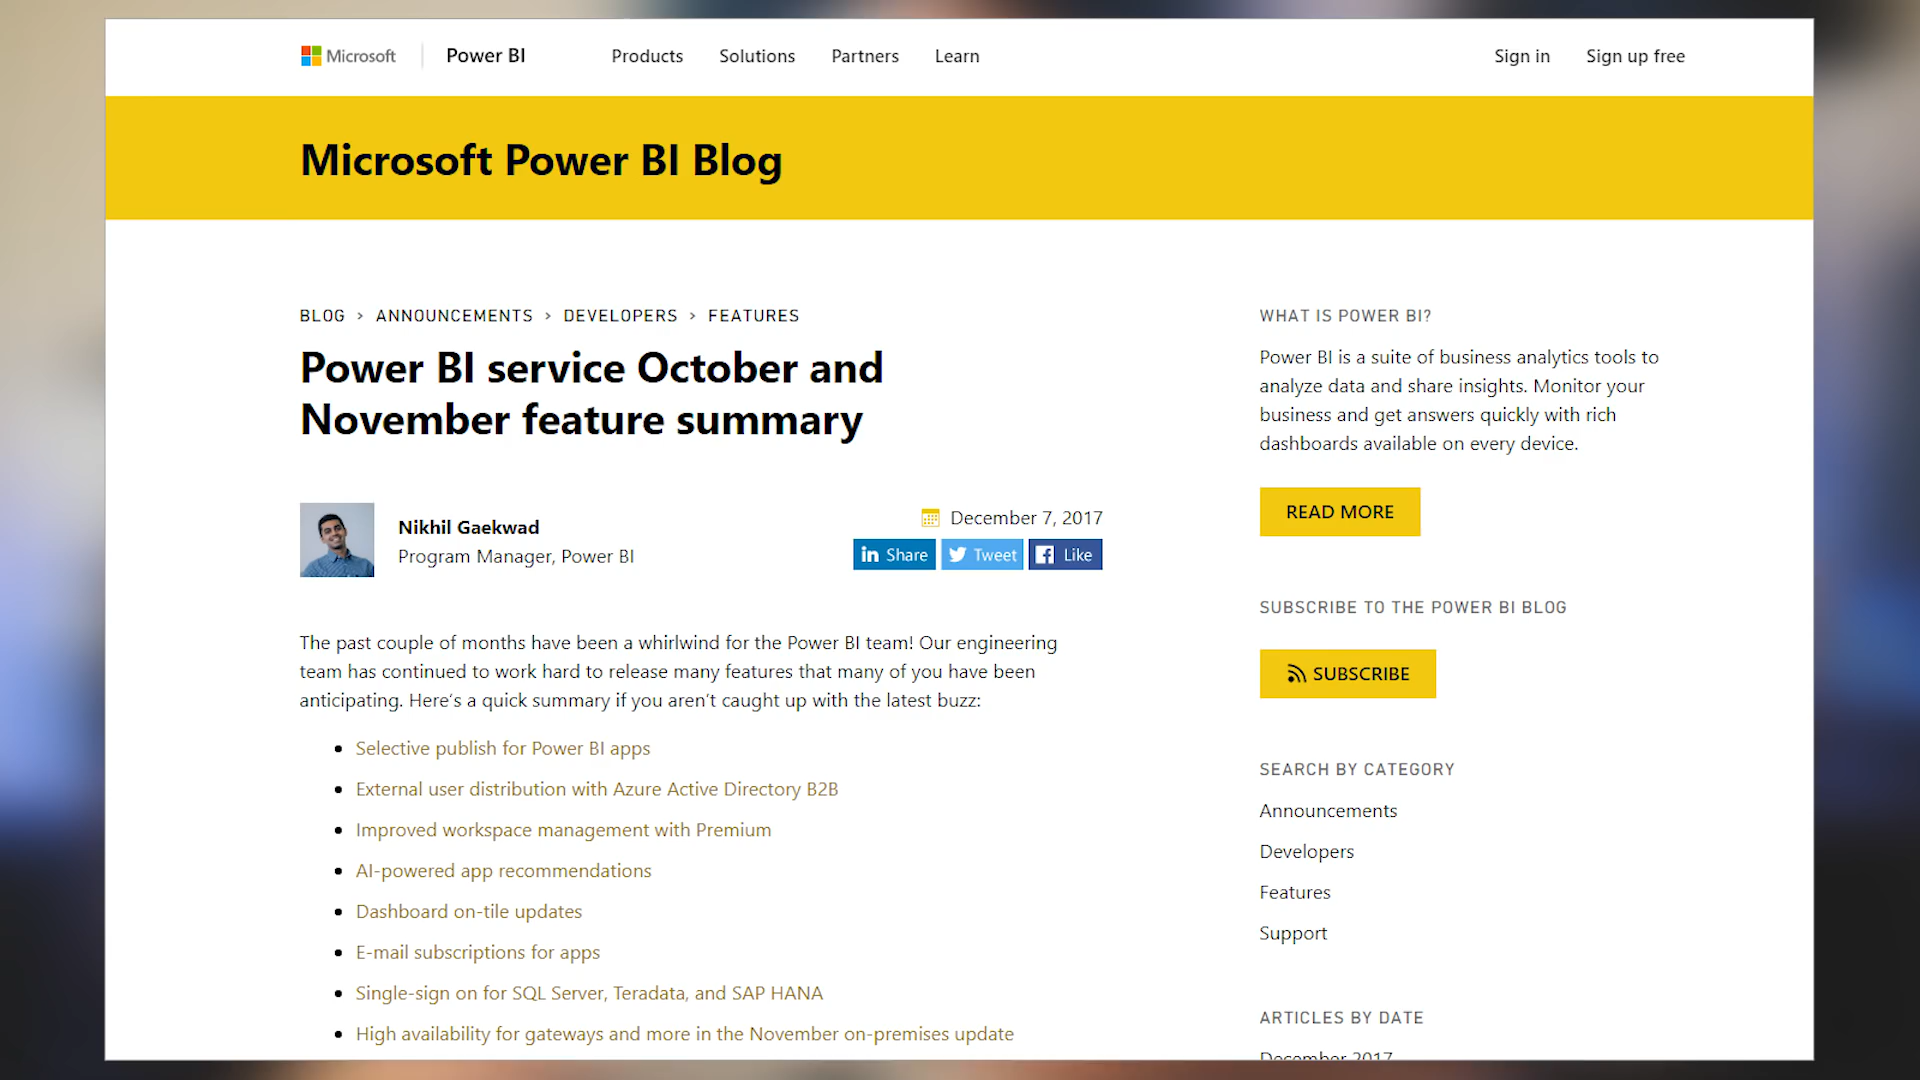 Microsoft Power BI Products Solutions Partners Learn Sign in Sign up free
Microsoft Power BI Blog
BLOG > ANNOUNCEMENTS > DEVELOPERS > FEATURES
Power BI service October and
November feature summary
Nikhil Gaekwad
Program Manager, Power BI
December 7, 2017
Share Tweet Like
The past couple of months have been a whirlwind for the Power BI team! Our engineering
team has continued to work hard to release many features that many of you have been
anticipating. Here's a quick summary if you aren't caught up with the latest buzz:
• Selective publish for Power BI apps
• External user distribution with Azure Active Directory B2B
• Improved workspace management with Premium
• AI-powered app recommendations
• Dashboard on-tile updates
• E-mail subscriptions for apps
• Single-sign on for SQL Server, Teradata, and SAP HANA
• High availability for gateways and more in the November on-premises update
WHAT IS POWER BI?
Power BI is a suite of business analytics tools to
analyze data and share insights. Monitor your
business and get answers quickly with rich
dashboards available on every device.
READ MORE
SUBSCRIBE TO THE POWER BI BLOG
SUBSCRIBE
SEARCH BY CATEGORY
Announcements
Developers
Features
Support
ARTICLES BY DATE
December 2017